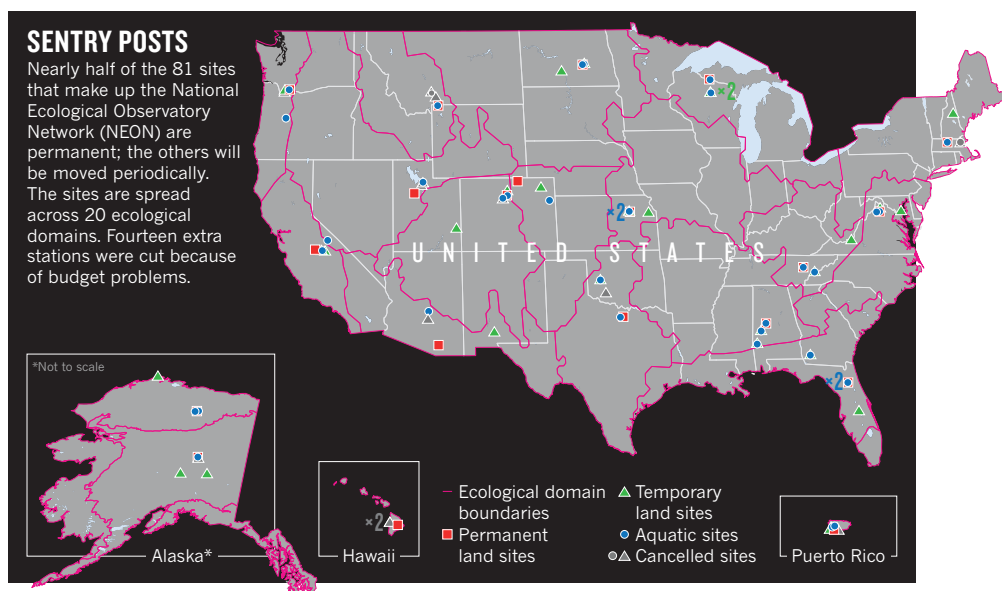 SENTRY POSTS
Nearly half of the 81 sites
that make up the National
Ecological Observatory
Network (NEON) are
permanent; the others will
be moved periodically.
The sites are spread
across 20 ecological
domains. Fourteen extra
stations were cut because
of budget problems.
×2
×2
UNITED STATES
×2
*Not to scale
Alaska*
×2
Hawaii
Ecological domain
boundaries
Permanent
land sites
Temporary
land sites
Aquatic sites
Cancelled sites
Puerto Rico